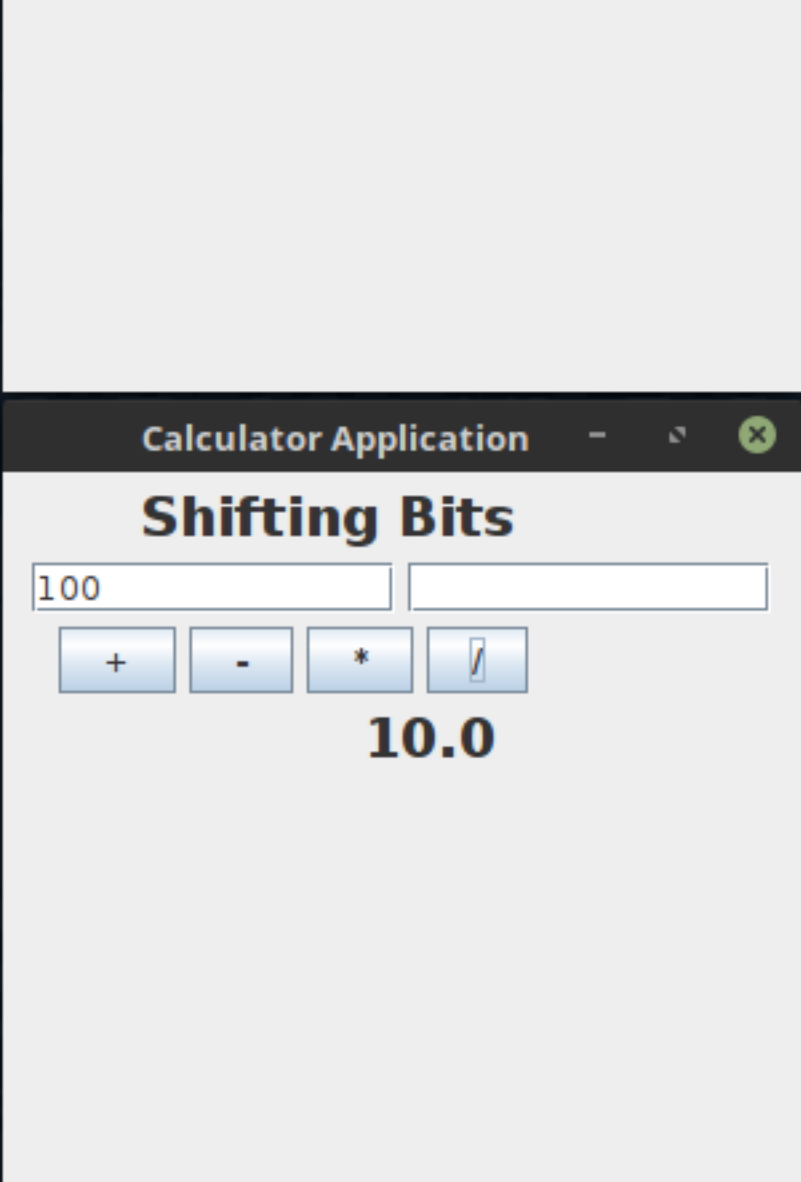 Calculator Application
Shifting Bits
100
+ - * /
10.0